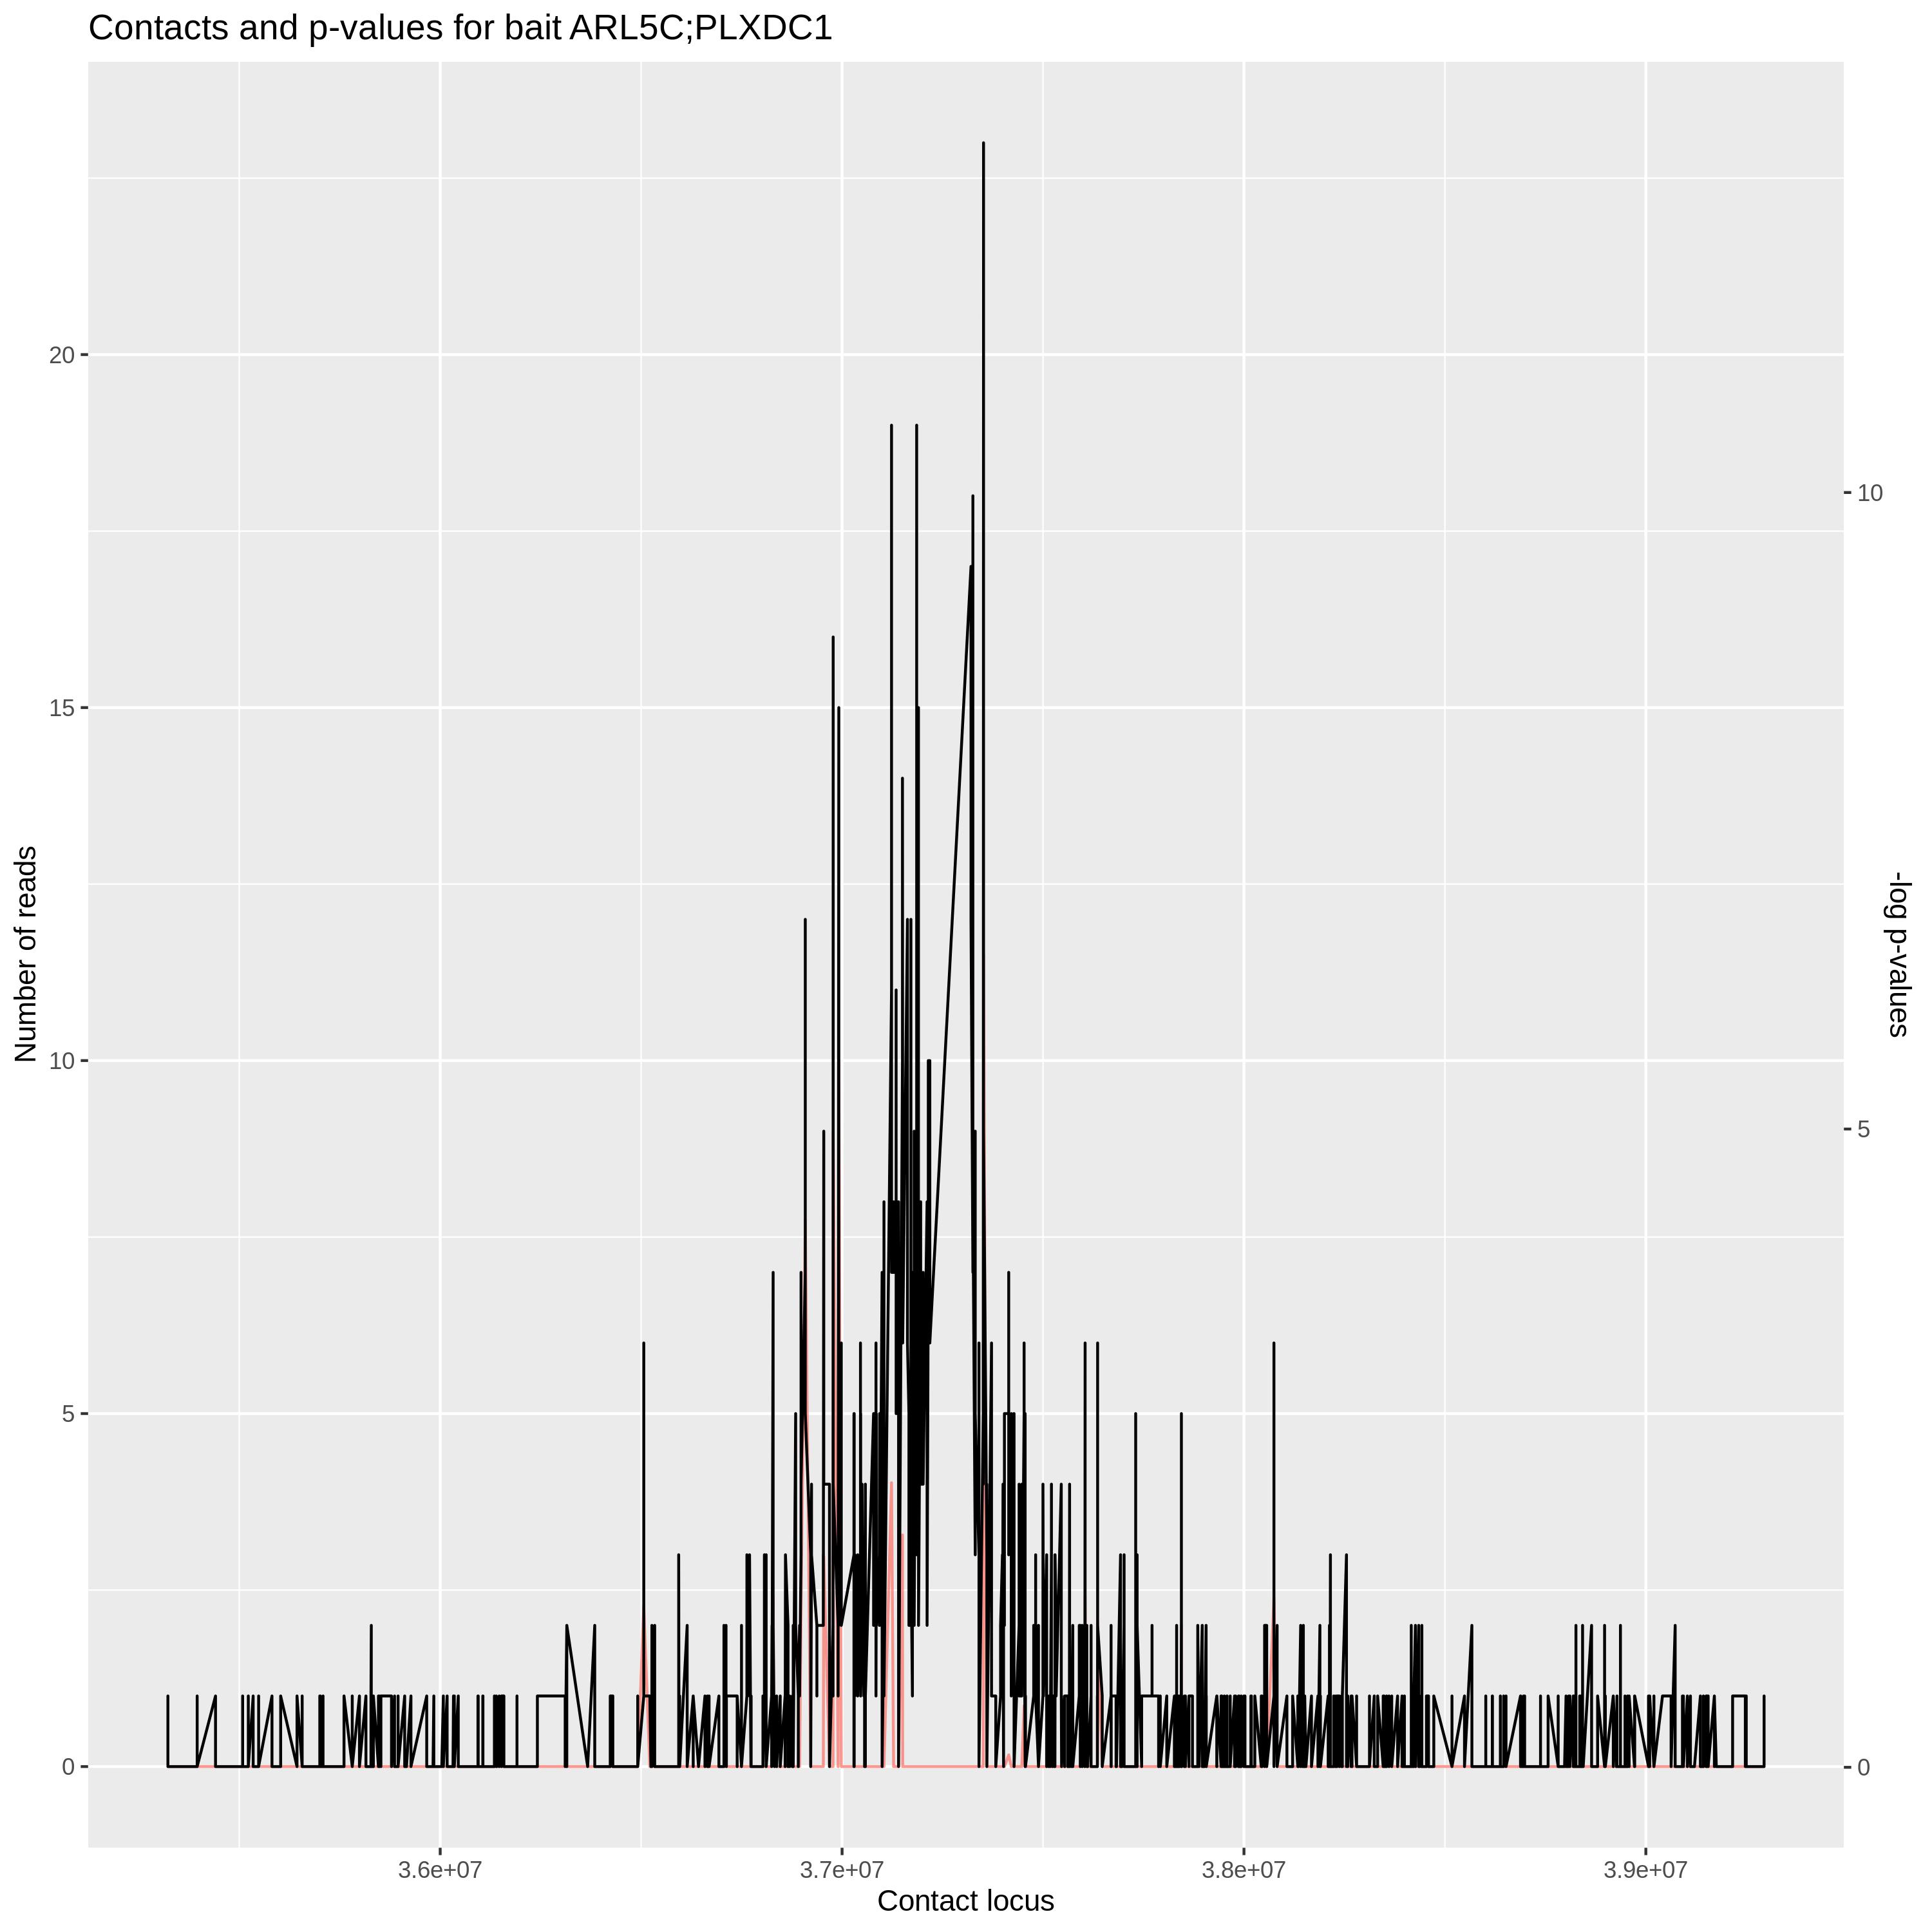 Contacts and p-values for bait ARL5C;PLXDC1
Number of reads
20
15
10
5
0
10
5
0
-log p-values
3.6e+07
3.7e+07
3.8e+07
3.9e+07
Contact locus